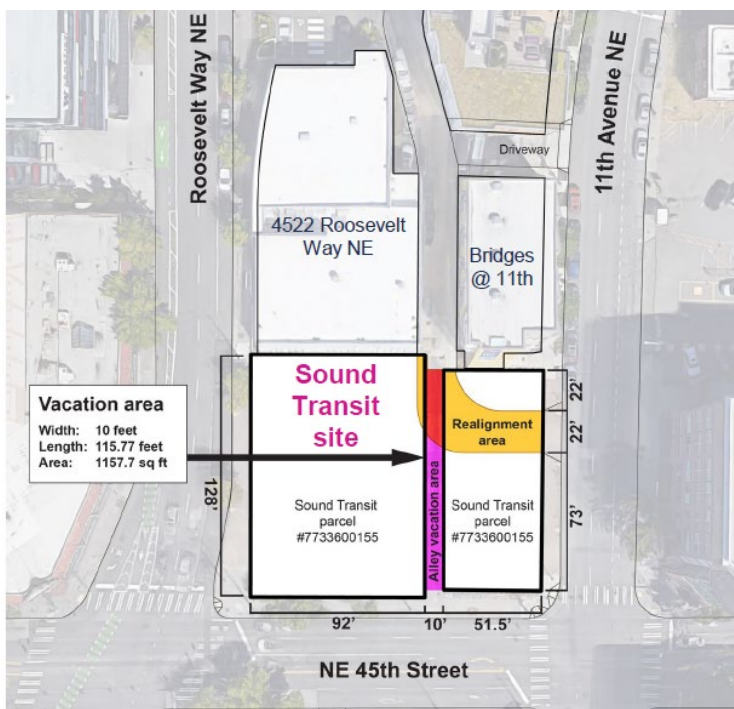 Roosevelt Way NE
11th Avenue NE
Driveway
4522 Roosevelt
Way NE
Bridges
@ 11th
Sound
Transit
site
Vacation area
Width: 10 feet
Length: 115.77 feet
Area: 1157.7 sq ft
Realignment
area
22'
22'
73'
128'
Sound Transit
parcel
#7733600155
Alley vacation area
Sound Transit
parcel
#7733600155
92'
10'
51.5'
NE 45th Street